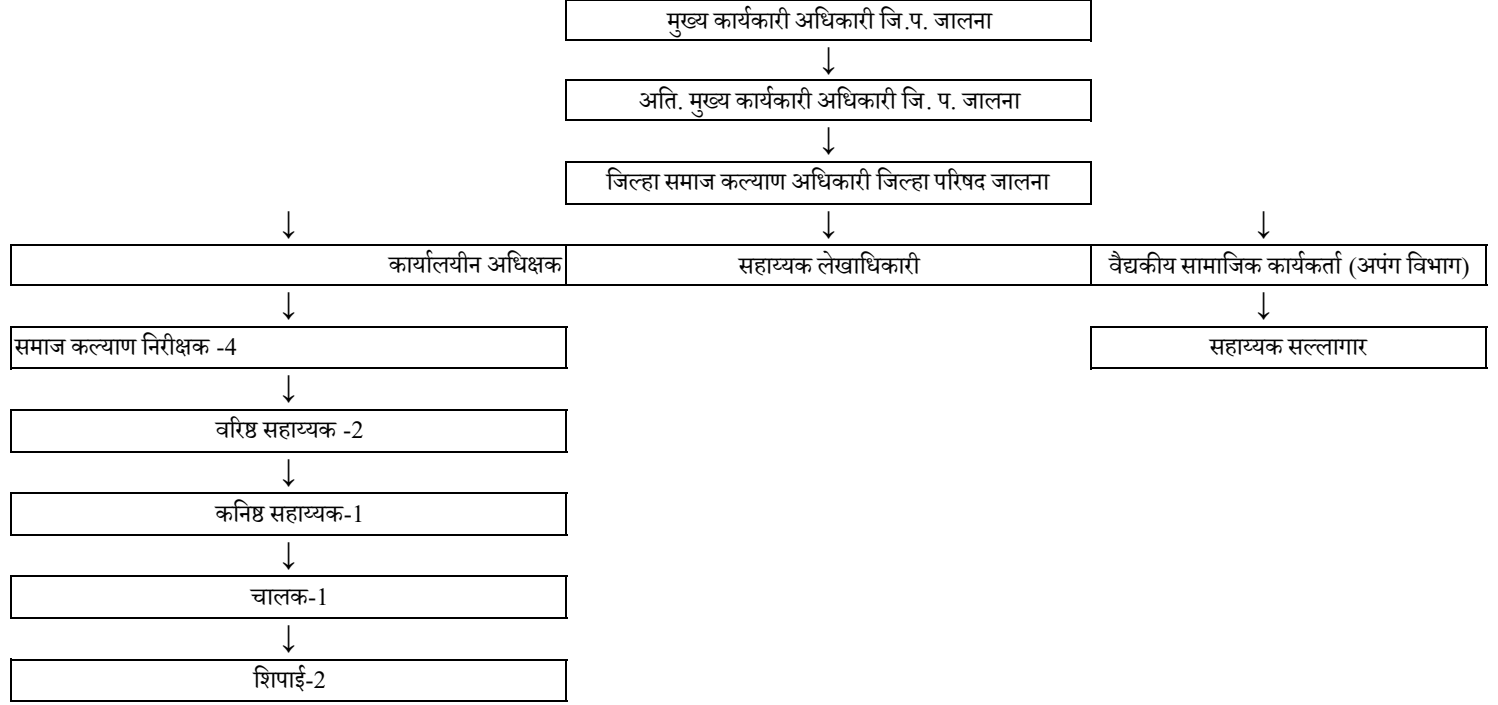 मुख्य कार्यकारी अधिकारी जि.प. जालना
↓
अति. मुख्य कार्यकारी अधिकारी जि. प. जालना
↓
जिल्हा समाज कल्याण अधिकारी जिल्हा परिषद जालना
↓ ↓ ↓
कार्यालयीन अधिक्षक सहाय्यक लेखाधिकारी वैद्यकीय सामाजिक कार्यकर्ता (अपंग विभाग)
↓ ↓
समाज कल्याण निरीक्षक -4 सहाय्यक सल्लागार
↓
वरिष्ठ सहाय्यक -2
↓
कनिष्ठ सहाय्यक-1
↓
चालक-1
↓
शिपाई-2